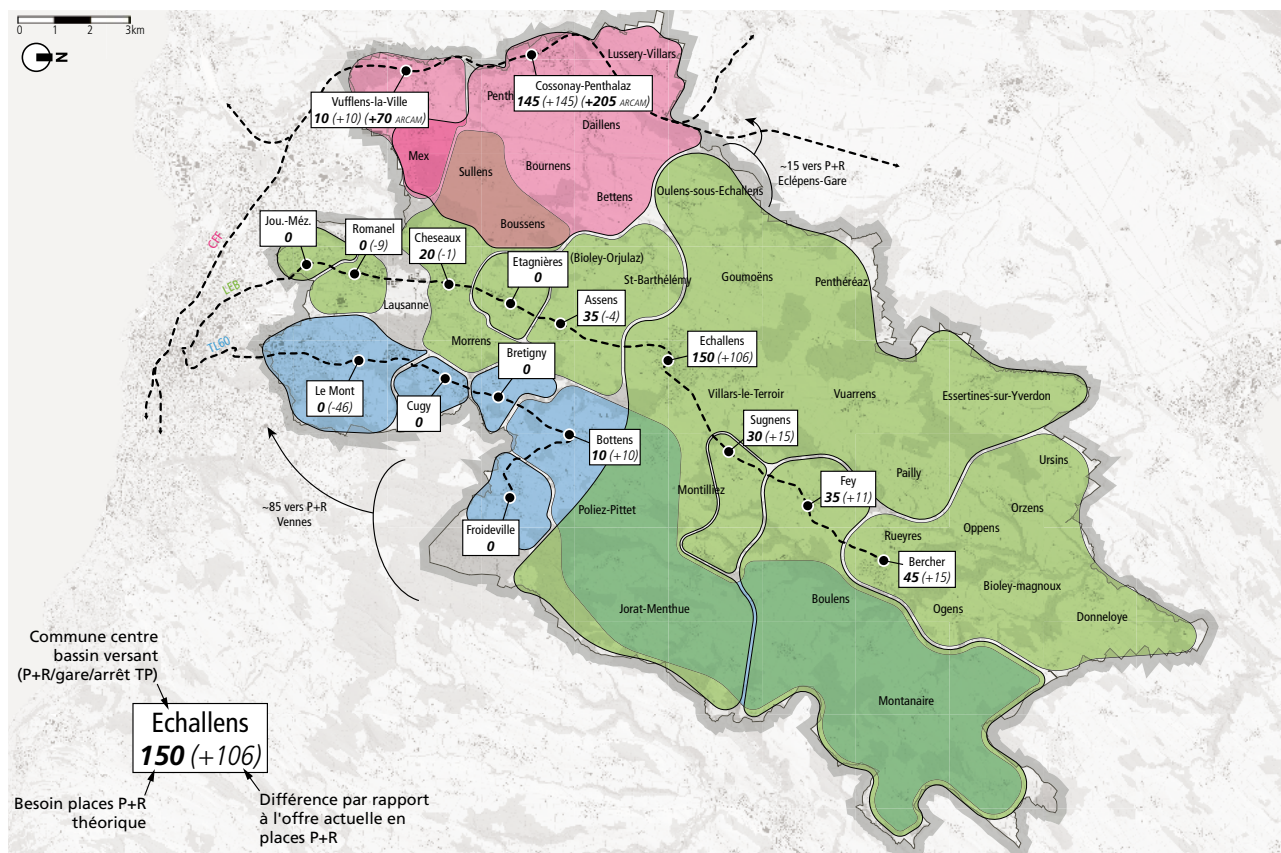 0 1 2 3km
N
Lussery-Villars
Cossonay-Penthalaz
145 (+145) (+205 ARCAM)
Vufflens-la-Ville
10 (+10) (+70 ARCAM)
Penth
Daillens
Mex
Sullens
Bournens
Bettens
Boussens
~15 vers P+R
Eclépens-Gare
Oulens-sous-Echallens
CFF
LEB
TL60
Jou.-Méz.
0
Romanel
0 (-9)
Cheseaux
20 (-1)
Etagnières
0
(Bioley-Orjulaz)
St-Barthélémy
Goumoëns
Penthéréaz
Lausanne
Assens
35 (-4)
Morrens
Echallens
150 (+106)
Bretigny
0
Le Mont
0 (-46)
Cugy
0
Villars-le-Terroir
Vuarrens
Essertines-sur-Yverdon
Bottens
10 (+10)
Sugnens
30 (+15)
Ursins
Pailly
Fey
35 (+11)
Montilliez
~85 vers P+R
Vennes
Poliez-Pittet
Orzens
Oppens
Rueyres
Froideville
0
Bercher
45 (+15)
Bioley-magnoux
Boulens
Ogens
Jorat-Menthue
Donneloye
Montanaire
Commune centre
bassin versant
(P+R/gare/arrêt TP)
Echallens
150 (+106)
Besoin places P+R
théorique
Différence par rapport
à l'offre actuelle en
places P+R